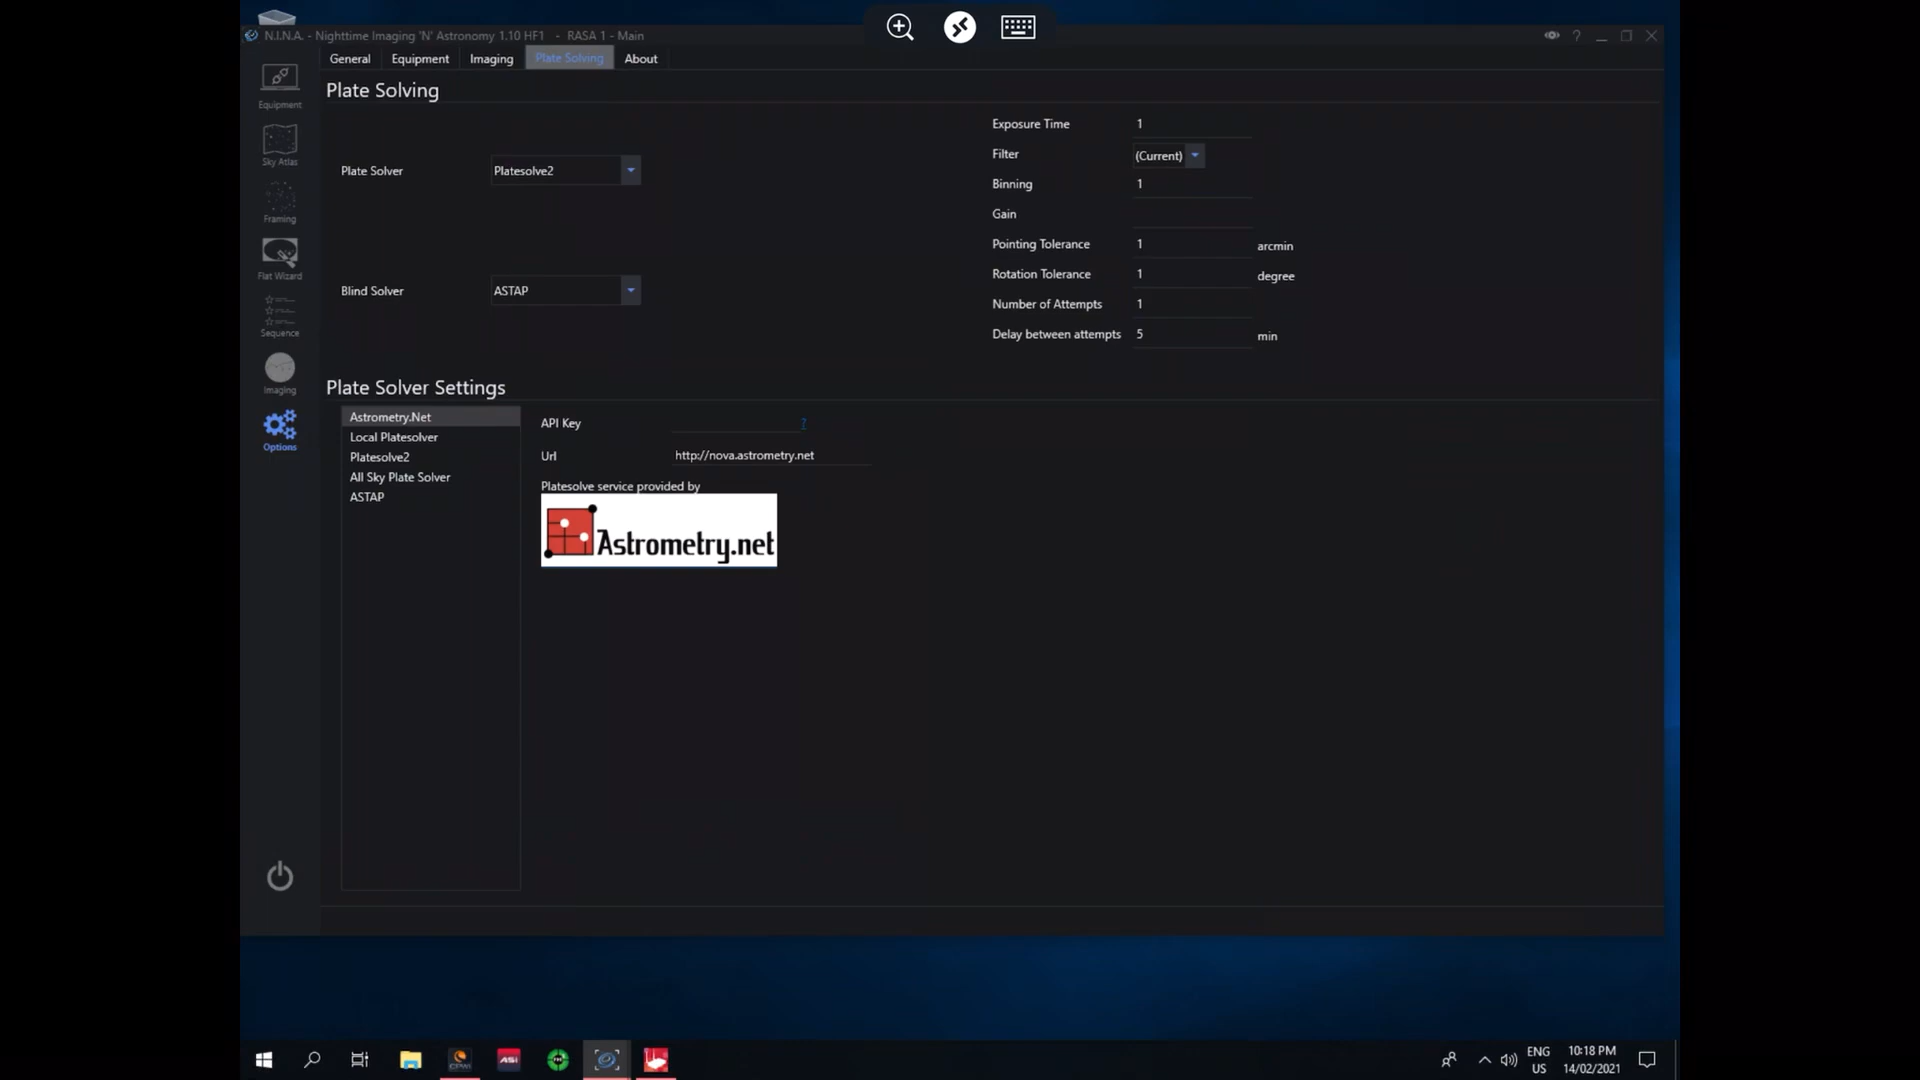 N.I.N.A. - Nighttime Imaging 'N' Astronomy 1.10 HF1 - RASA 1 - Main
General Equipment Imaging Plate Solving About
Equipment
Sky Atlas
Framing
Flat Wizard
Sequence
Imaging
Options
Plate Solving
Plate Solver Platesolve2
Blind Solver ASTAP
Exposure Time 1
Filter (Current)
Binning 1
Gain
Pointing Tolerance 1 arcmin
Rotation Tolerance 1 degree
Number of Attempts 1
Delay between attempts 5 min
Plate Solver Settings
Astrometry.Net
Local Platesolver
Platesolve2
All Sky Plate Solver
ASTAP
API Key ?
Url http://nova.astrometry.net
Platesolve service provided by
Astrometry.net
CPWI
ASI
ENG
US
10:18 PM
14/02/2021